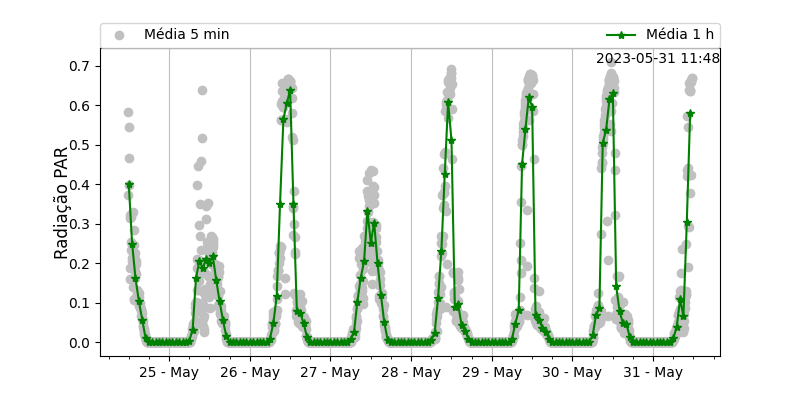 Média 5 min
Média 1 h
2023-05-31 11:48
Radiação PAR
0.7
0.6
0.5
0.4
0.3
0.2
0.1
0.0
25 - May
26 - May
27 - May
28 - May
29 - May
30 - May
31 - May